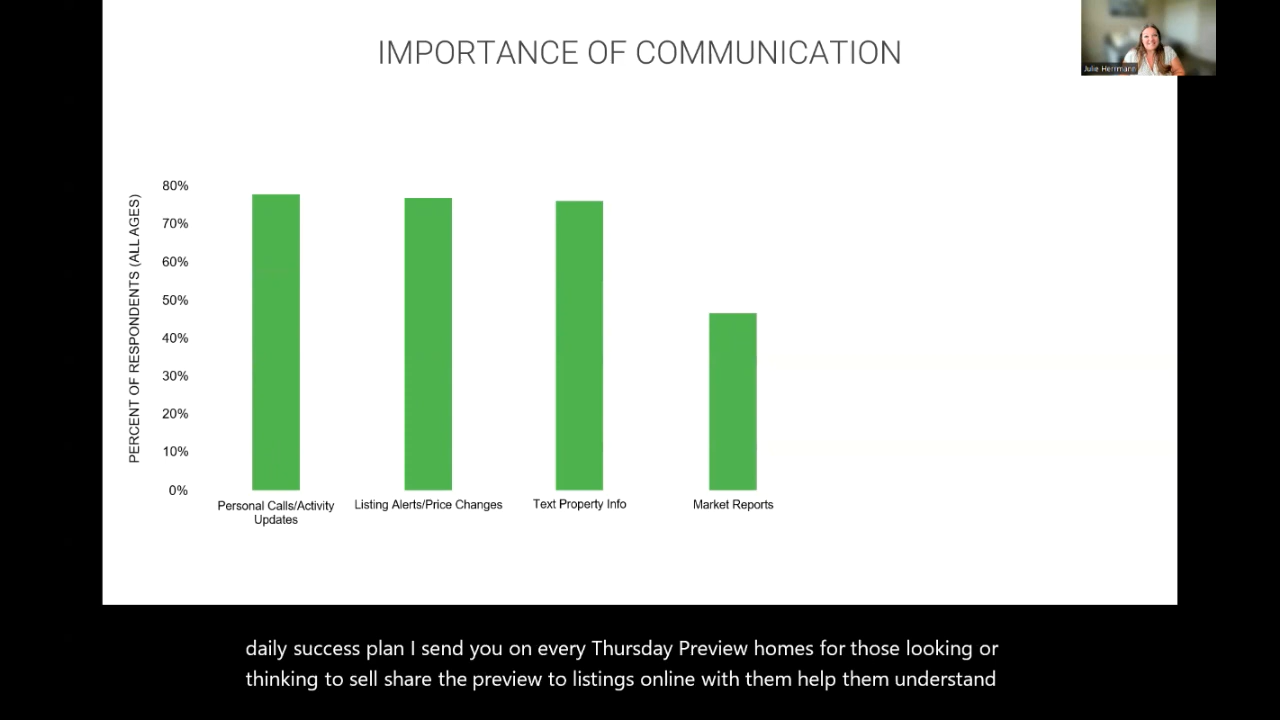 IMPORTANCE OF COMMUNICATION
Julie Herrmann
PERCENT OF RESPONDENTS (ALL AGES)
80%
70%
60%
50%
40%
30%
20%
10%
0%
Personal Calls/Activity
Updates
Listing Alerts/Price Changes
Text Property Info
Market Reports
daily success plan I send you on every Thursday Preview homes for those looking or
thinking to sell share the preview to listings online with them help them understand